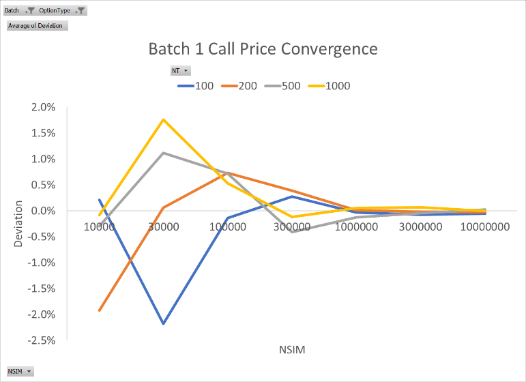 Batch OptionType
Average of Deviation
Batch 1 Call Price Convergence
NT
100 200 500 1000
2.0%
1.5%
1.0%
0.5%
0.0%
-0.5%
-1.0%
-1.5%
-2.0%
-2.5%
Deviation
10000 30000 100000 300000 1000000 3000000 10000000
NSIM
NSIM